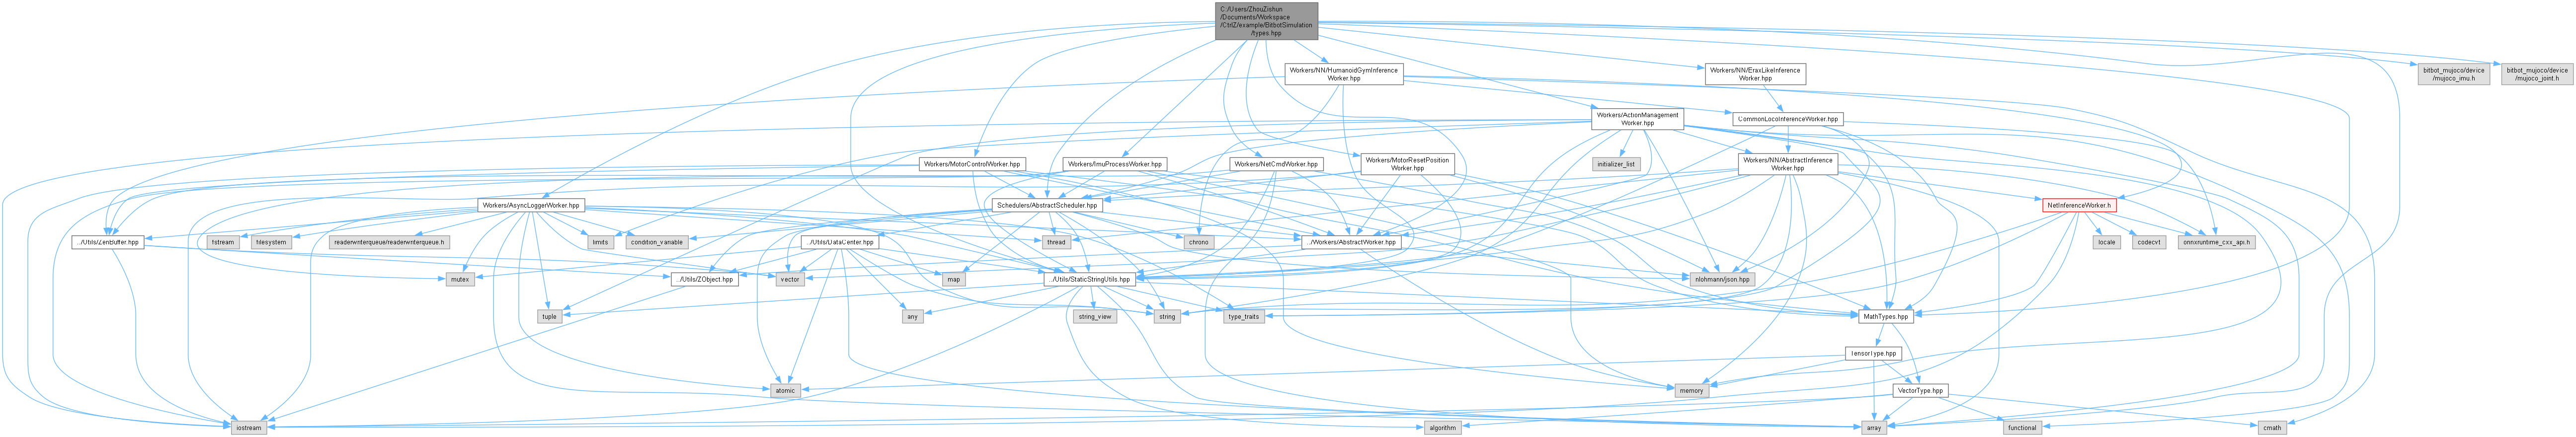 C:/Users/ZhouZishun
/Documents/Workspace
/CtrlZ/example/BitbotSimulation
/types.hpp
Workers/NN/HumanoidGymInference
Worker.hpp
Workers/NN/EraxLikeInference
Worker.hpp
bitbot_mujoco/device
/mujoco_imu.h
bitbot_mujoco/device
/mujoco_joint.h
Workers/ActionManagement
Worker.hpp
CommonLocoInferenceWorker.hpp
Workers/MotorControlWorker.hpp
Workers/ImuProcessWorker.hpp
Workers/NetCmdWorker.hpp
Workers/MotorResetPosition
Worker.hpp
initializer_list
Workers/NN/AbstractInference
Worker.hpp
Workers/AsyncLoggerWorker.hpp
Schedulers/AbstractScheduler.hpp
NetInferenceWorker.h
../Utils/ZenBuffer.hpp
fstream
filesystem
readerwriterqueue/readerwriterqueue.h
limits
condition_variable
../Utils/DataCenter.hpp
thread
chrono
../Workers/AbstractWorker.hpp
locale
codecvt
onnxruntime_cxx_api.h
mutex
../Utils/ZObject.hpp
vector
map
../Utils/StaticStringUtils.hpp
nlohmann/json.hpp
tuple
any
string_view
string
type_traits
MathTypes.hpp
TensorType.hpp
atomic
memory
VectorType.hpp
iostream
algorithm
array
functional
cmath